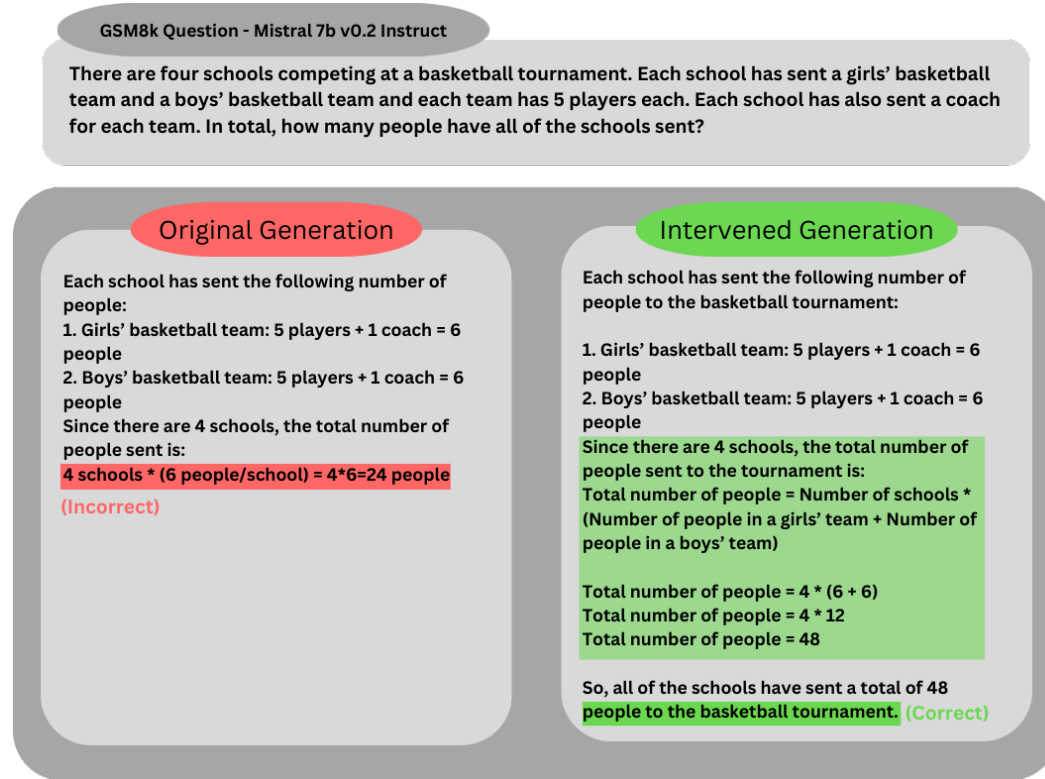 GSM8k Question - Mistral 7b v0.2 Instruct
There are four schools competing at a basketball tournament. Each school has sent a girls’ basketball
team and a boys’ basketball team and each team has 5 players each. Each school has also sent a coach
for each team. In total, how many people have all of the schools sent?
Original Generation
Each school has sent the following number of
people:
1. Girls’ basketball team: 5 players + 1 coach = 6
people
2. Boys’ basketball team: 5 players + 1 coach = 6
people
Since there are 4 schools, the total number of
people sent is:
4 schools * (6 people/school) = 4*6=24 people
(Incorrect)
Intervened Generation
Each school has sent the following number of
people to the basketball tournament:
1. Girls’ basketball team: 5 players + 1 coach = 6
people
2. Boys’ basketball team: 5 players + 1 coach = 6
people
Since there are 4 schools, the total number of
people sent to the tournament is:
Total number of people = Number of schools *
(Number of people in a girls’ team + Number of
people in a boys’ team)
Total number of people = 4 * (6 + 6)
Total number of people = 4 * 12
Total number of people = 48
So, all of the schools have sent a total of 48
people to the basketball tournament. (Correct)